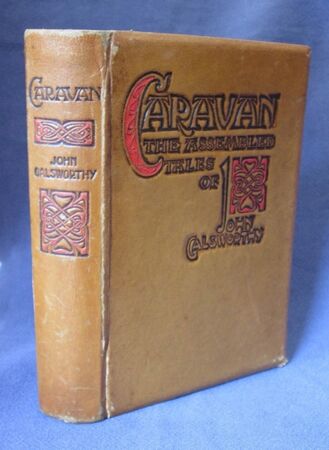 CARAVAN
JOHN
GALSWORTHY
CARAVAN
THE ASSEMBLED
TALES
OF JOHN
GALSWORTHY